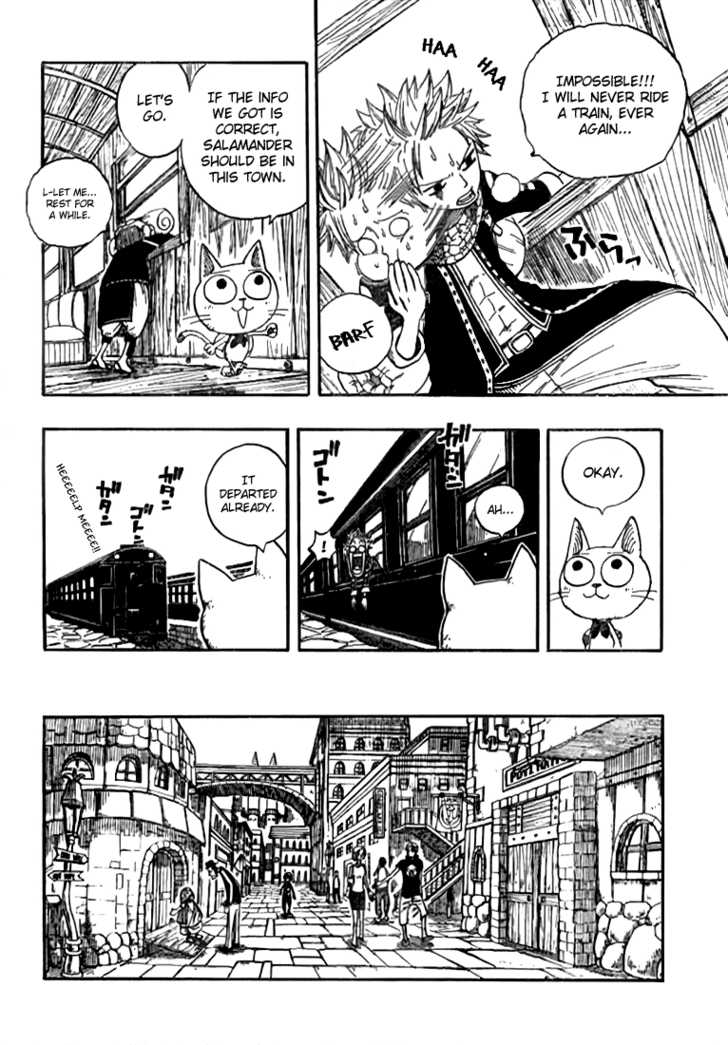 HAA
HAA
IMPOSSIBLE!!!
I WILL NEVER RIDE
A TRAIN, EVER
AGAIN...
ふらっ
BARF
IF THE INFO
WE GOT IS
CORRECT,
SALAMANDER
SHOULD BE IN
THIS TOWN.
LET'S
GO.
L-LET ME...
REST FOR
A WHILE.
OKAY.
ガタン
AH...
ゴトン
!
IT
DEPARTED
ALREADY.
ガタン
ゴトン
ガタン
HEEEEELP MEEEE!!